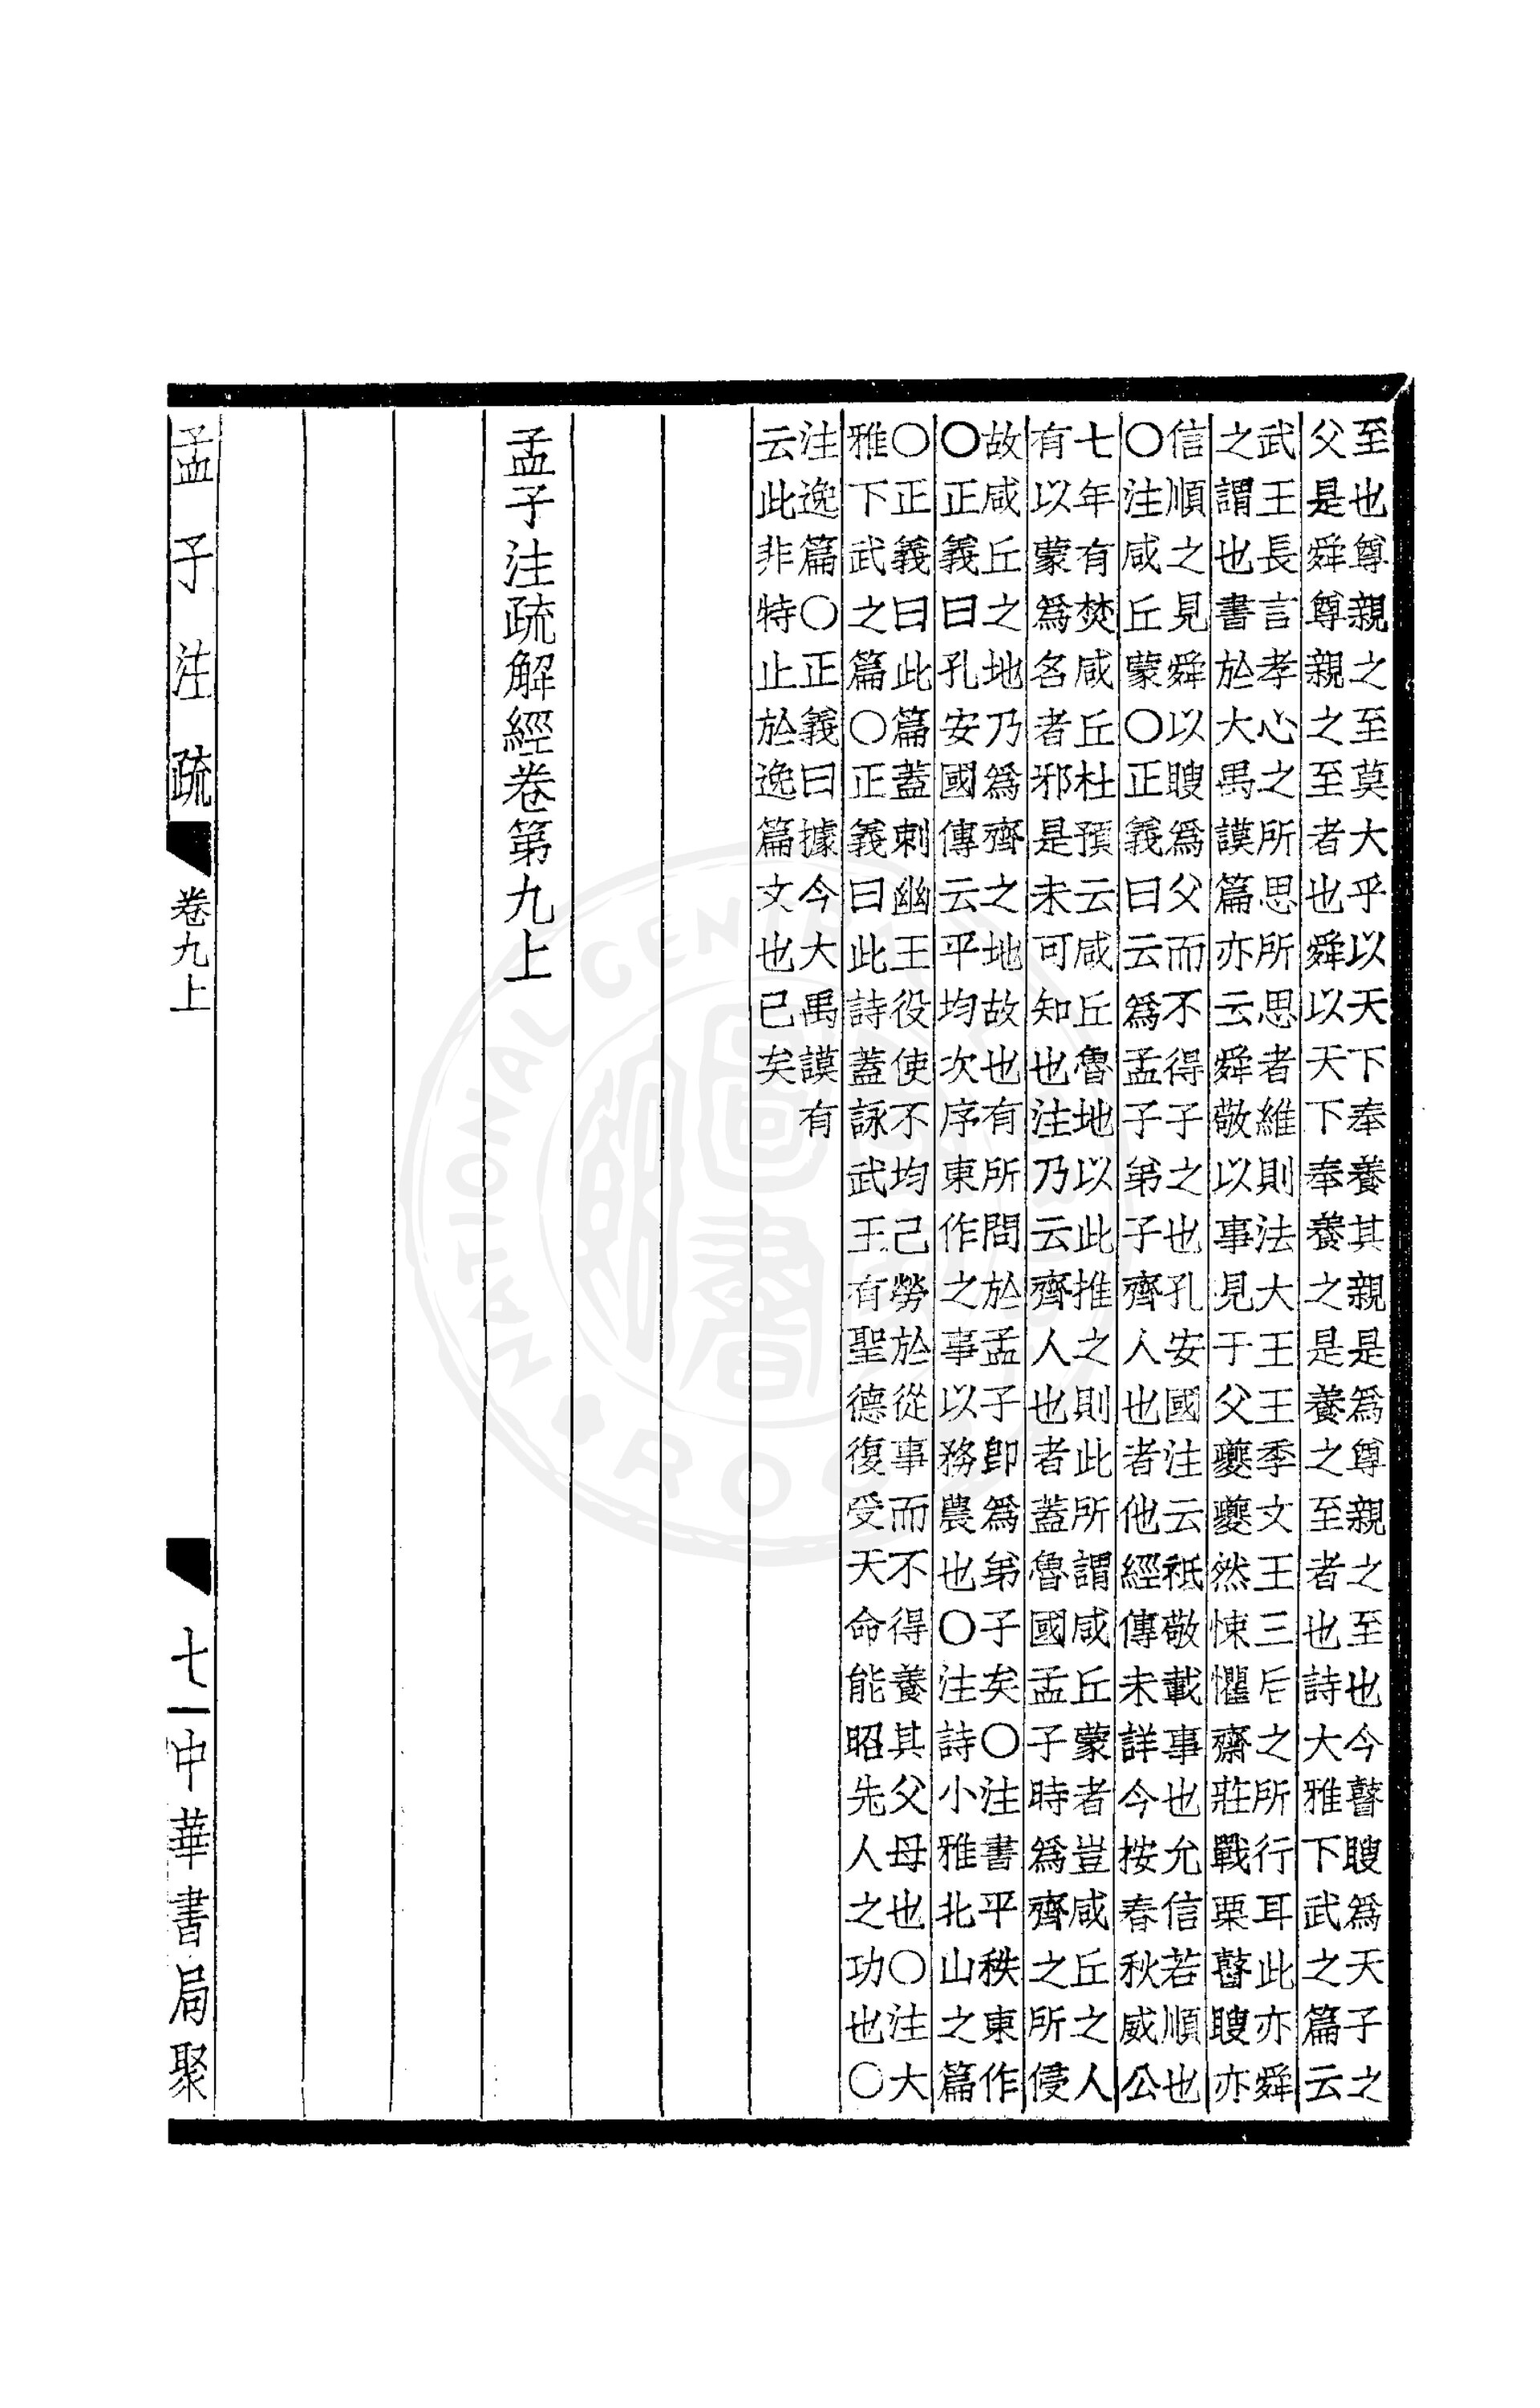 至也尊親之至莫大乎以天下奉養其親是爲尊親之至也今瞽瞍爲天子之
父是舜尊親之至者也舜以天下奉養之是養之至者也詩大雅下武之篇云
武王長言孝心之所思所思者維則法大王王季文王三后之所行耳此亦舜
之謂也書於大禹謨篇亦云舜敬以事見于父夔夔然悚懼齋莊戰栗瞽瞍亦
信順之見舜以瞍爲父而不得子之也孔安國注云祗敬載事也允信若順也
〇注咸丘蒙〇正義曰云爲孟子弟子齊人也者他經傳未詳今按春秋威公
七年有焚咸丘杜預云咸丘魯地以此推之則此所謂咸丘蒙者豈咸丘之人
有以蒙爲名者邪是未可知也注乃云齊人也者蓋魯國孟子時爲齊之所侵
故咸丘之地乃爲齊之地故也有所問於孟子卽爲弟子矣〇注書平秩東作
〇正義曰孔安國傳云平均次序東作之事以務農也〇注詩小雅北山之篇
〇正義曰此篇蓋刺幽王役使不均己勞於從事而不得養其父母也〇注大
雅下武之篇〇正義曰此詩蓋詠武王有聖德復受天命能昭先人之功也〇
注逸篇〇正義曰據今大禹謨有
云此非特止於逸篇文也已矣
孟子注疏解經卷第九上
孟子注疏 卷九上 七一中華書局聚
NATIONAL CENTRAL
ROC
圖
書